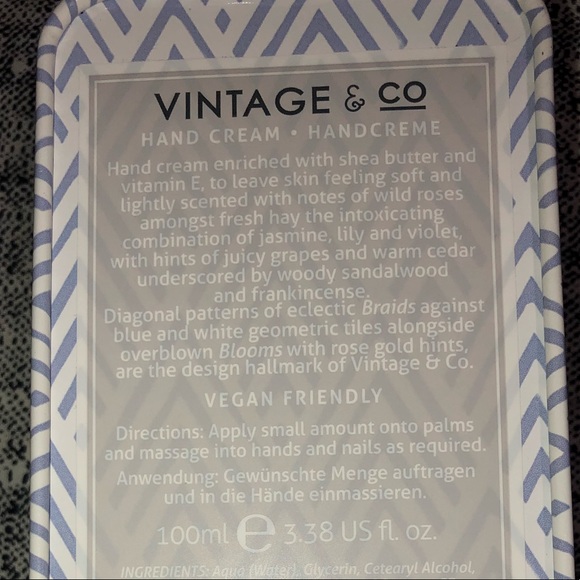 VINTAGE & CO
HAND CREAM • HANDCREME
Hand cream enriched with shea butter and
vitamin E, to leave skin feeling soft and
lightly scented with notes of wild roses
amongst fresh hay the intoxicating
combination of jasmine, lily and violet,
with hints of juicy grapes and warm cedar
underscored by woody sandalwood
and frankincense.
Diagonal patterns of eclectic Braids against
blue and white geometric tiles alongside
overblown Blooms with rose gold hints,
are the design hallmark of Vintage & Co.
VEGAN FRIENDLY
Directions: Apply small amount onto palms
and massage into hands and nails as required.
Anwendung: Gewünschte Menge auftragen
und in die Hände einmassieren.
100ml ℮ 3.38 US fl. oz.
INGREDIENTS: Aqua (Water), Glycerin, Cetearyl Alcohol,